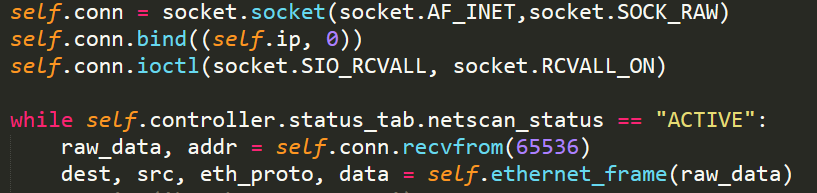 self.conn = socket.socket(socket.AF_INET,socket.SOCK_RAW)
self.conn.bind((self.ip, 0))
self.conn.ioctl(socket.SIO_RCVALL, socket.RCVALL_ON)
while self.controller.status_tab.netscan_status == "ACTIVE":
raw_data, addr = self.conn.recvfrom(65536)
dest, src, eth_proto, data = self.ethernet_frame(raw_data)